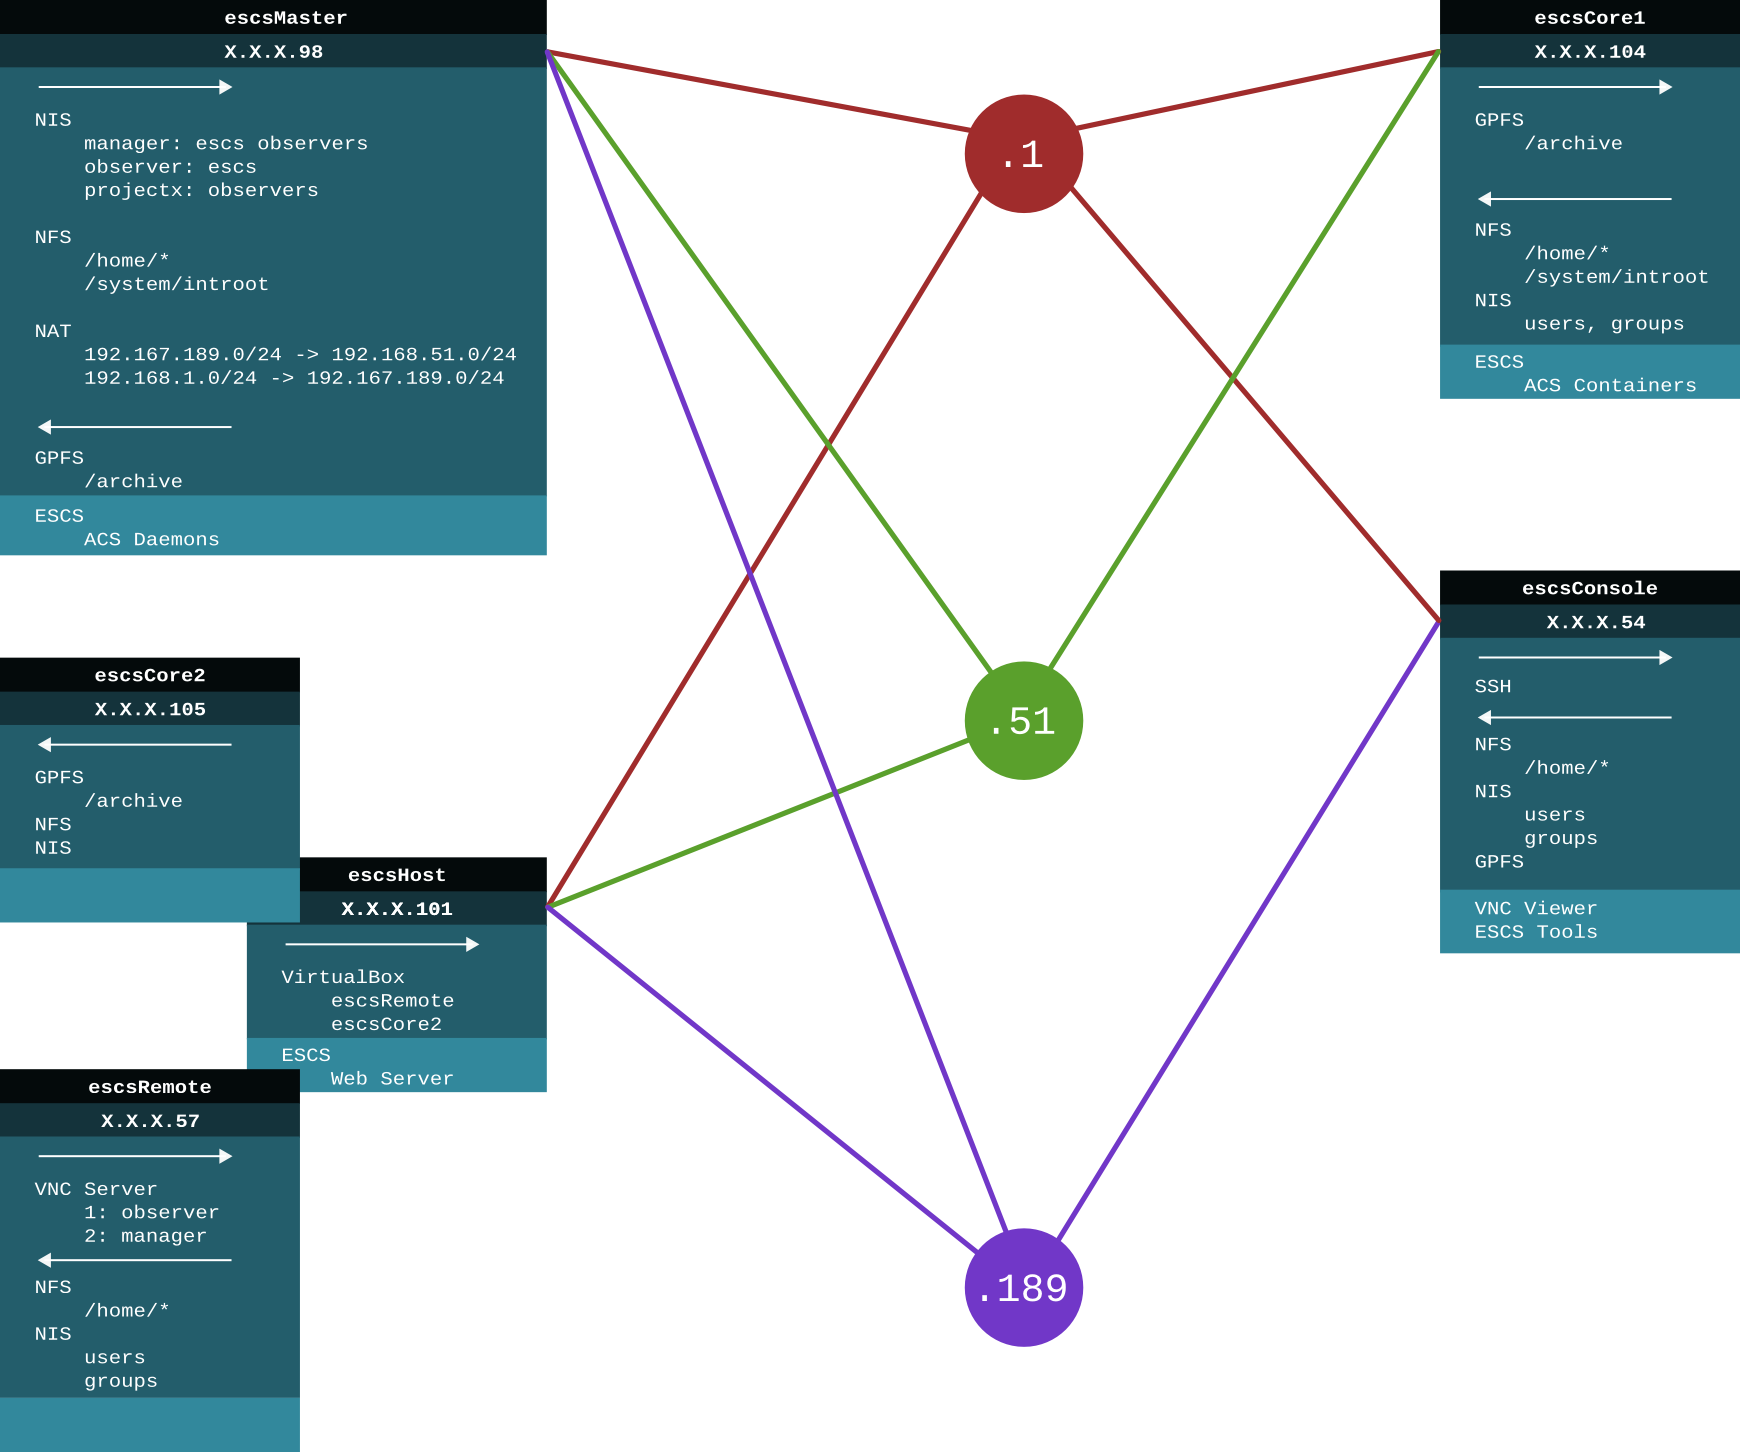 escsMaster
X.X.X.98
NIS
manager: escs observers
observer: escs
projectx: observers
NFS
/home/*
/system/introot
NAT
192.167.189.0/24 -> 192.168.51.0/24
192.168.1.0/24 -> 192.167.189.0/24
GPFS
/archive
ESCS
ACS Daemons
.1
.51
.189
escsCore1
X.X.X.104
GPFS
/archive
NFS
/home/*
/system/introot
NIS
users, groups
ESCS
ACS Containers
escsConsole
X.X.X.54
SSH
NFS
/home/*
NIS
users
groups
GPFS
VNC Viewer
ESCS Tools
escsCore2
X.X.X.105
GPFS
/archive
NFS
NIS
escsHost
X.X.X.101
VirtualBox
escsRemote
escsCore2
ESCS
Web Server
escsRemote
X.X.X.57
VNC Server
1: observer
2: manager
NFS
/home/*
NIS
users
groups